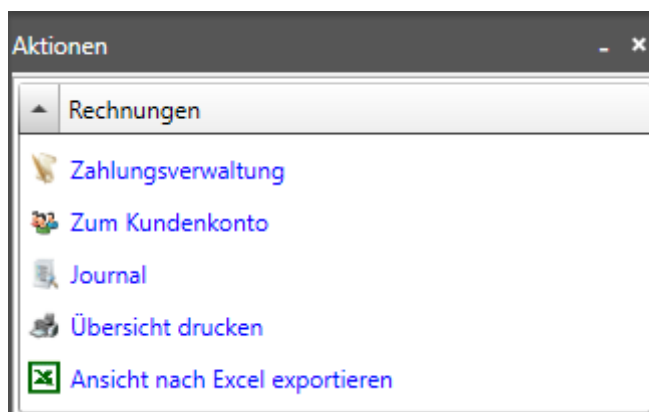 Aktionen
Rechnungen
Zahlungsverwaltung
Zum Kundenkonto
Journal
Übersicht drucken
Ansicht nach Excel exportieren